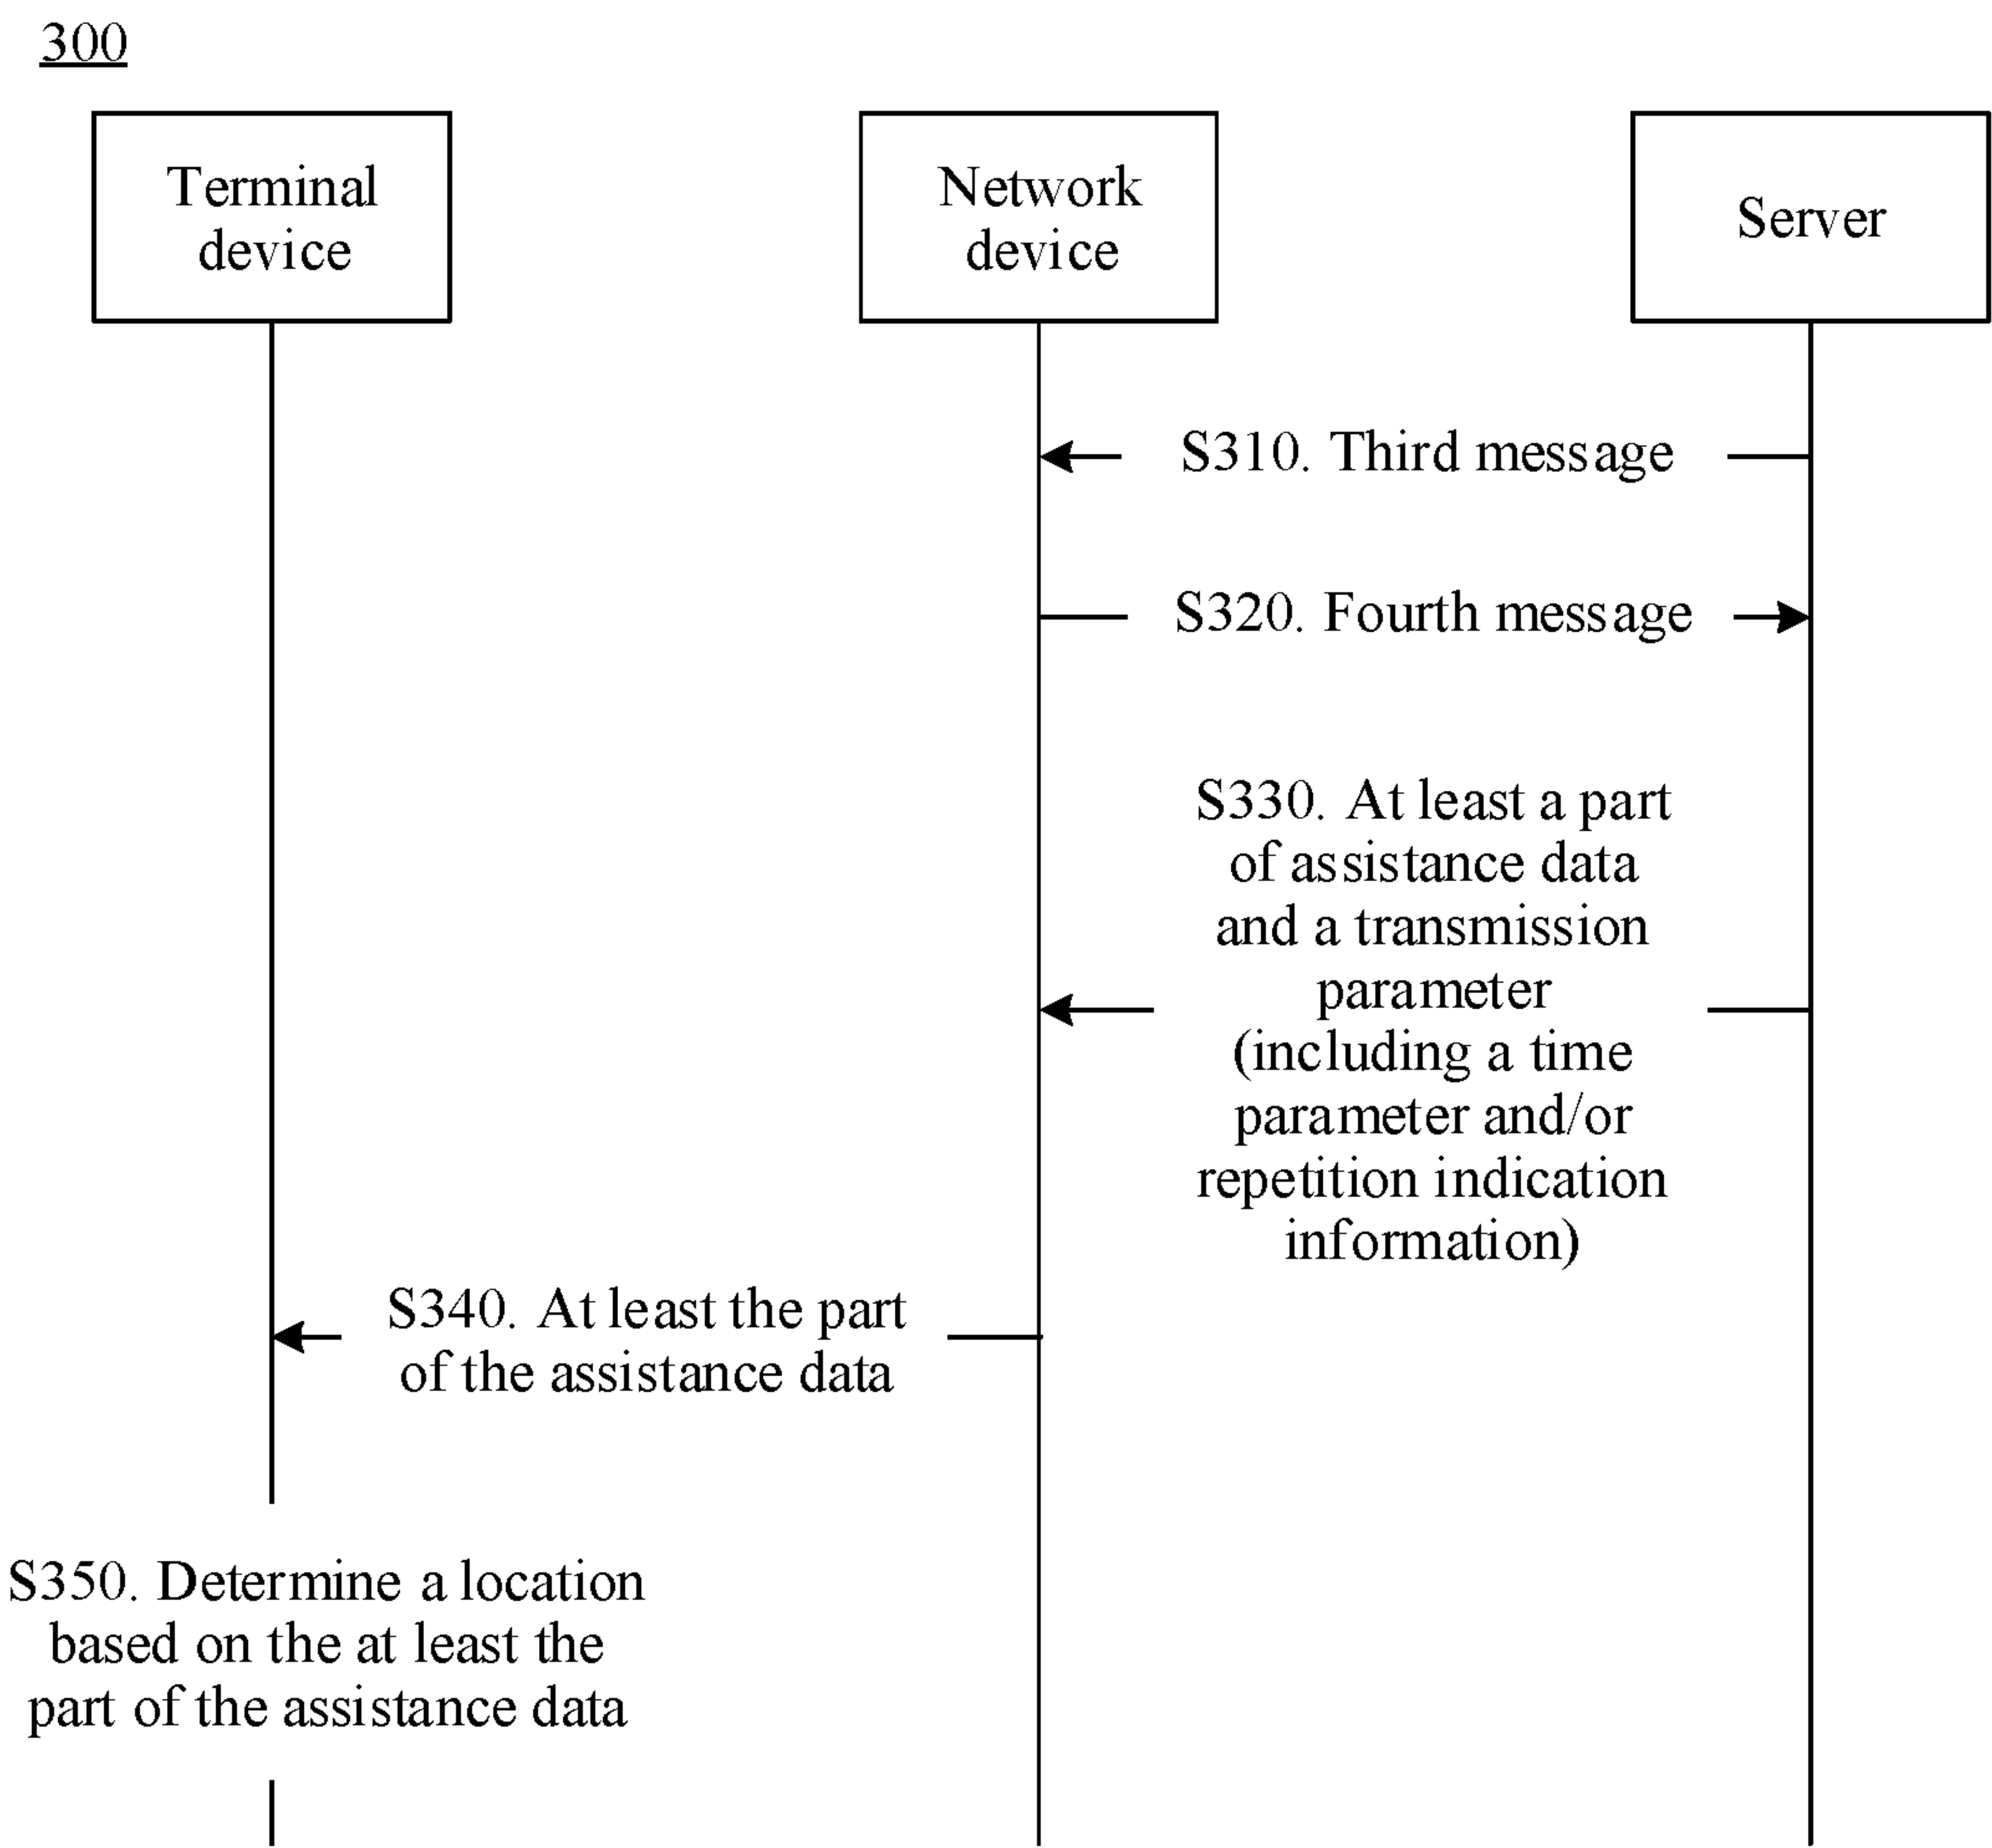 300
Terminal
device
Network
device
Server
S310. Third message
S320. Fourth message
S330. At least a part
of assistance data
and a transmission
parameter
(including a time
parameter and/or
repetition indication
information)
S340. At least the part
of the assistance data
S350. Determine a location
based on the at least the
part of the assistance data